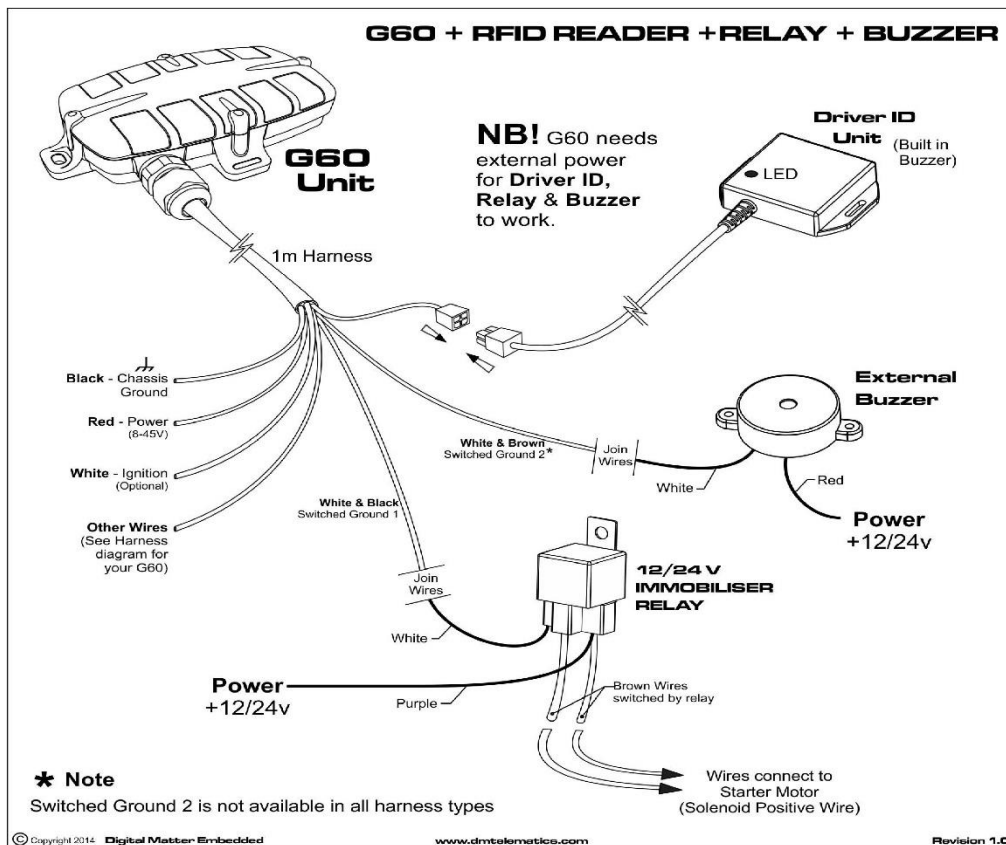 G60 + RFID READER +RELAY + BUZZER
G60
Unit
NB! G60 needs
external power
for Driver ID,
Relay & Buzzer
to work.
Driver ID
Unit
(Built in
Buzzer)
LED
1m Harness
Black - Chassis
Ground
Red - Power
(8-45V)
White - Ignition
(Optional)
Other Wires
(See Harness
diagram for
your G60)
White & Brown
Switched Ground 2*
Join
Wires
White
External
Buzzer
Red
Power
+12/24v
White & Black
Switched Ground 1
Join
Wires
White
12/24 V
IMMOBILISER
RELAY
Power
+12/24v
Purple
Brown Wires
switched by relay
Wires connect to
Starter Motor
(Solenoid Positive Wire)
* Note
Switched Ground 2 is not available in all harness types
© Copyright 2014 Digital Matter Embedded
www.dmtelematics.com
Revision 1.0